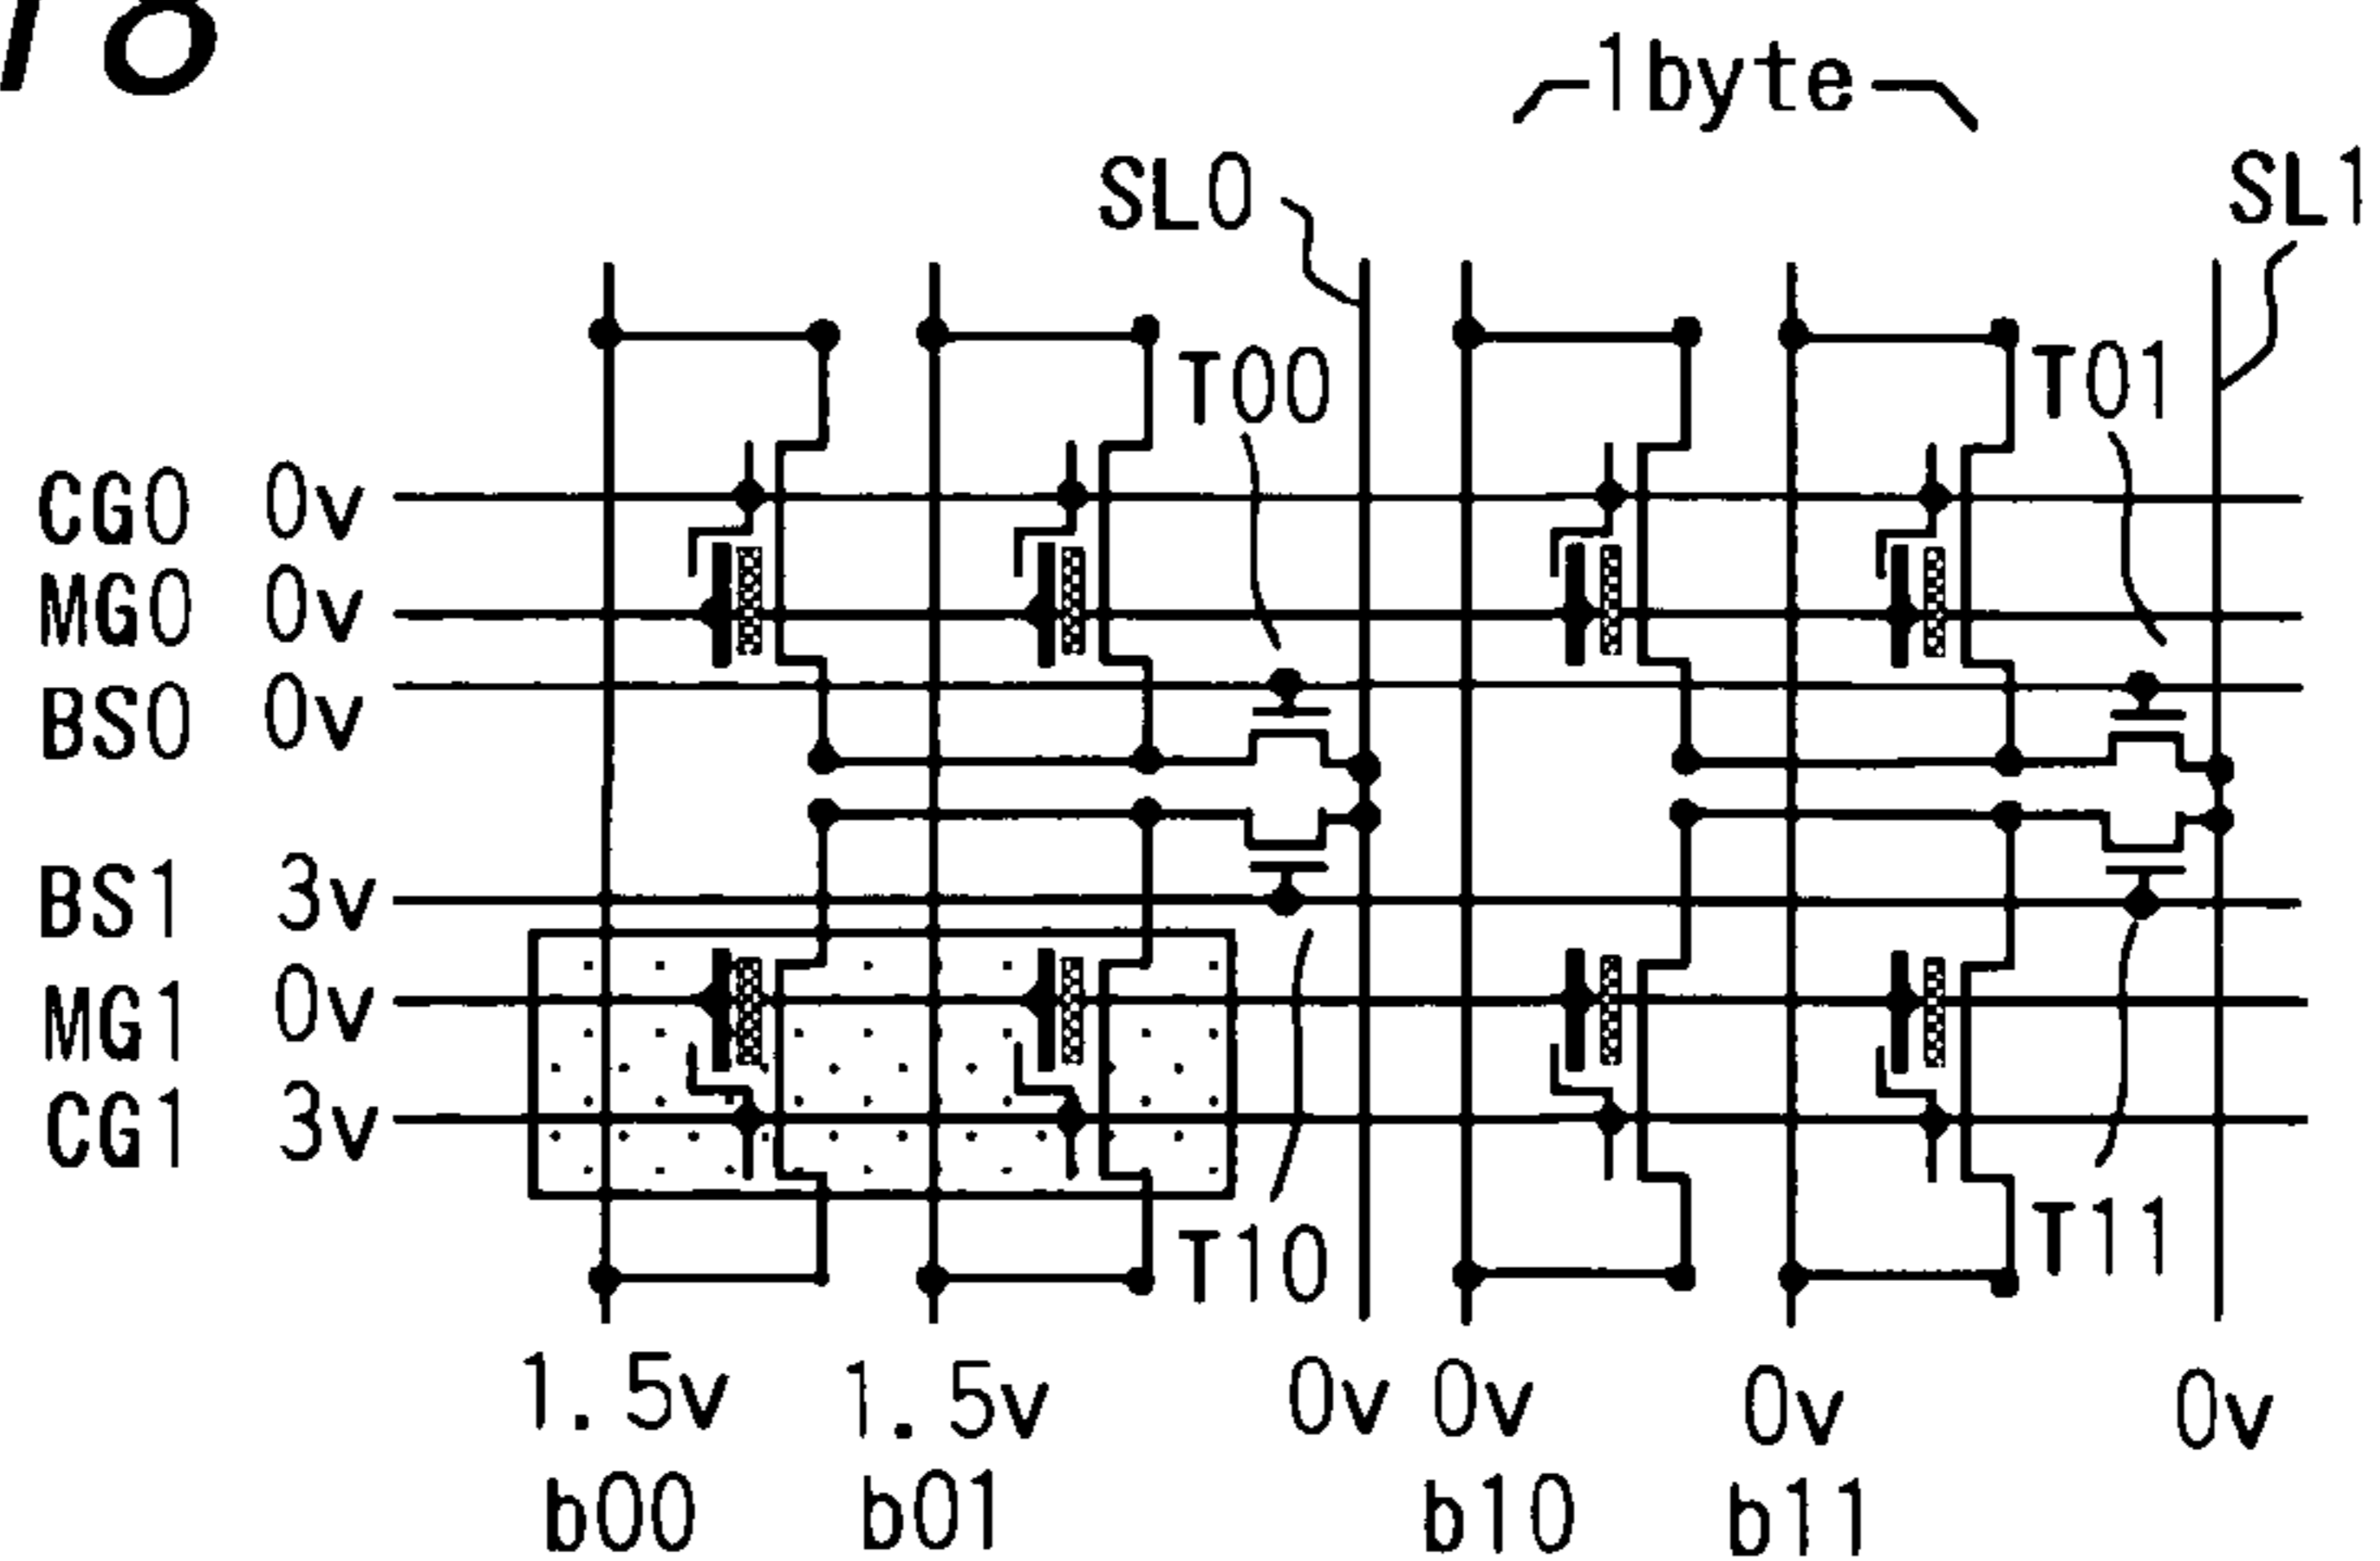 1byte
SL0
SL1
T00
T01
CG0 0v
MG0 0v
BS0 0v
BS1 3v
MG1 0v
CG1 3v
T10
T11
1.5v 1.5v 0v 0v 0v 0v
b00 b01 b10 b11